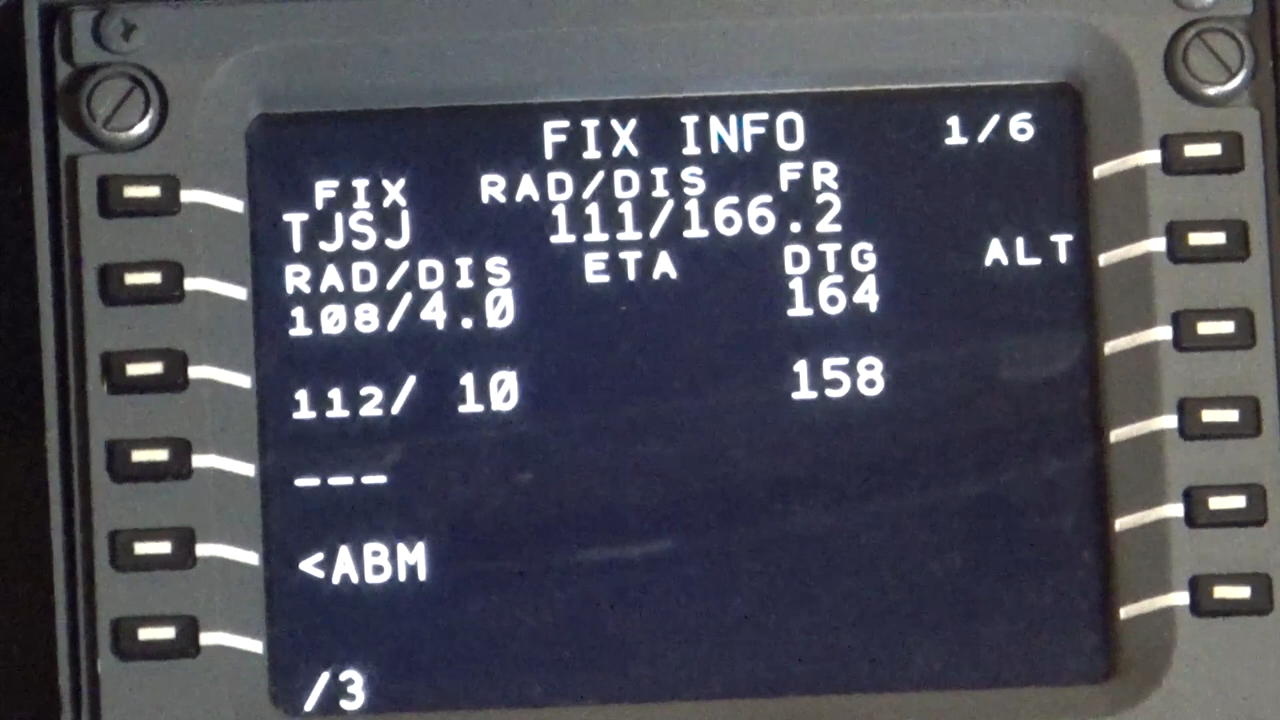 FIX INFO 1/6
FIX RAD/DIS FR
TJSJ 111/166.2
RAD/DIS ETA DTG ALT
108/4.0 164
112/ 10 158
---
<ABM
/3